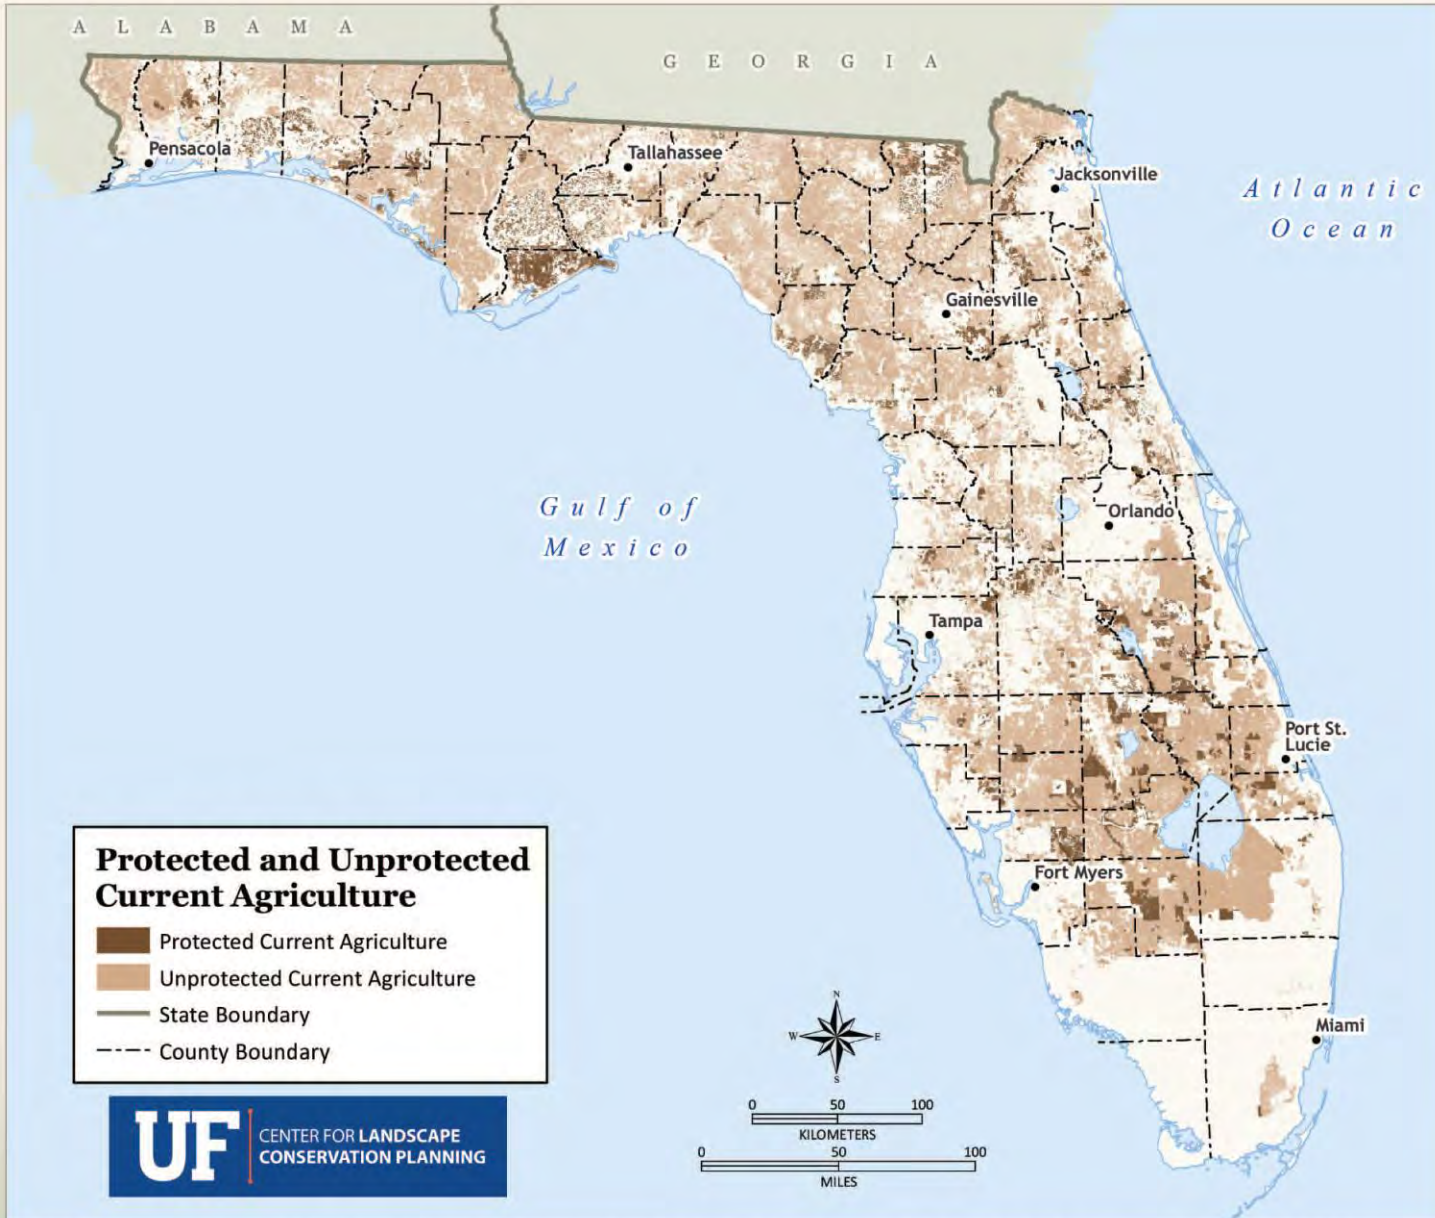 A L A B A M A
G E O R G I A
Pensacola
Tallahassee
Jacksonville
Atlantic
Ocean
Gainesville
Gulf of
Mexico
Orlando
Tampa
Port St.
Lucie
Fort Myers
Miami
Protected and Unprotected
Current Agriculture
Protected Current Agriculture
Unprotected Current Agriculture
State Boundary
County Boundary
N
W E
S
0 50 100
KILOMETERS
0 50 100
MILES
UF CENTER FOR LANDSCAPE
CONSERVATION PLANNING